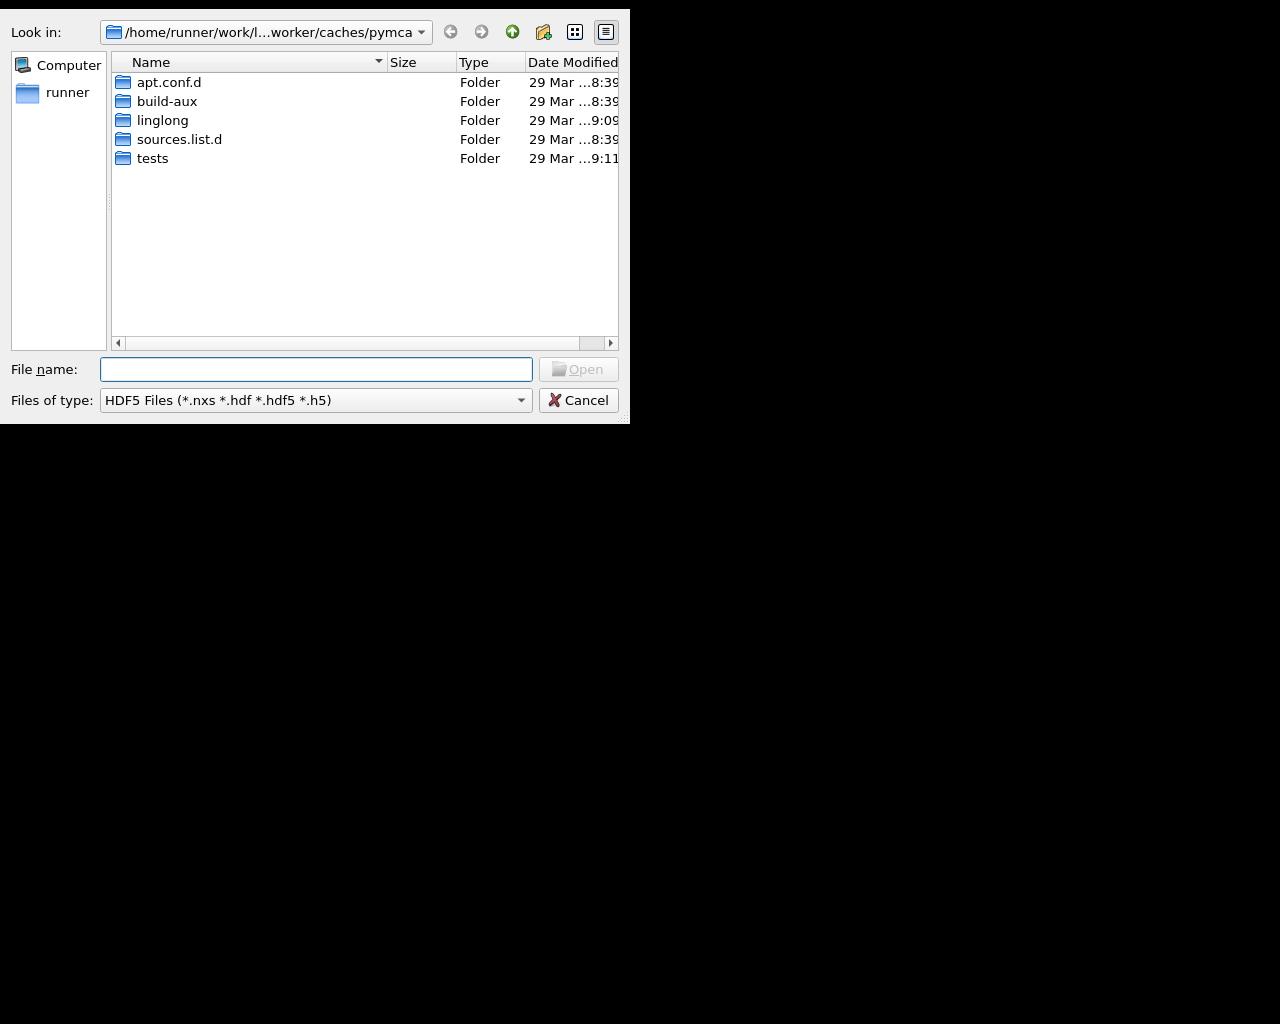 Look in: /home/runner/work/l...worker/caches/pymca
Computer
runner
Name Size Type Date Modified
apt.conf.d Folder 29 Mar ...8:39
build-aux Folder 29 Mar ...8:39
linglong Folder 29 Mar ...9:09
sources.list.d Folder 29 Mar ...8:39
tests Folder 29 Mar ...9:11
File name: Open
Files of type: HDF5 Files (*.nxs *.hdf *.hdf5 *.h5) Cancel